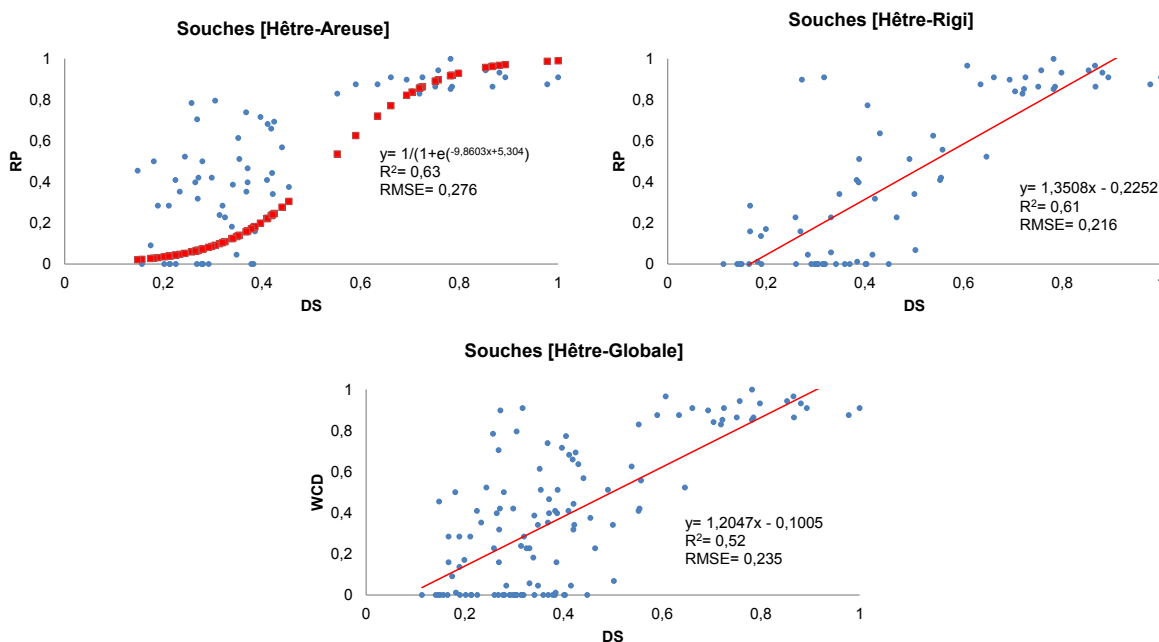 Souches [Hêtre-Areuse]
1
0,8
0,6
0,4
0,2
0
RP
0
0,2
0,4
0,6
0,8
1
DS
y= 1/(1+e(-9,8603x+5,304)
R²= 0,63
RMSE= 0,276
Souches [Hêtre-Rigi]
1
0,8
0,6
0,4
0,2
0
RP
0
0,2
0,4
0,6
0,8
1
DS
y= 1,3508x - 0,2252
R²= 0,61
RMSE= 0,216
Souches [Hêtre-Globale]
1
0,8
0,6
0,4
0,2
0
WCD
0
0,2
0,4
0,6
0,8
1
DS
y= 1,2047x - 0,1005
R²= 0,52
RMSE= 0,235